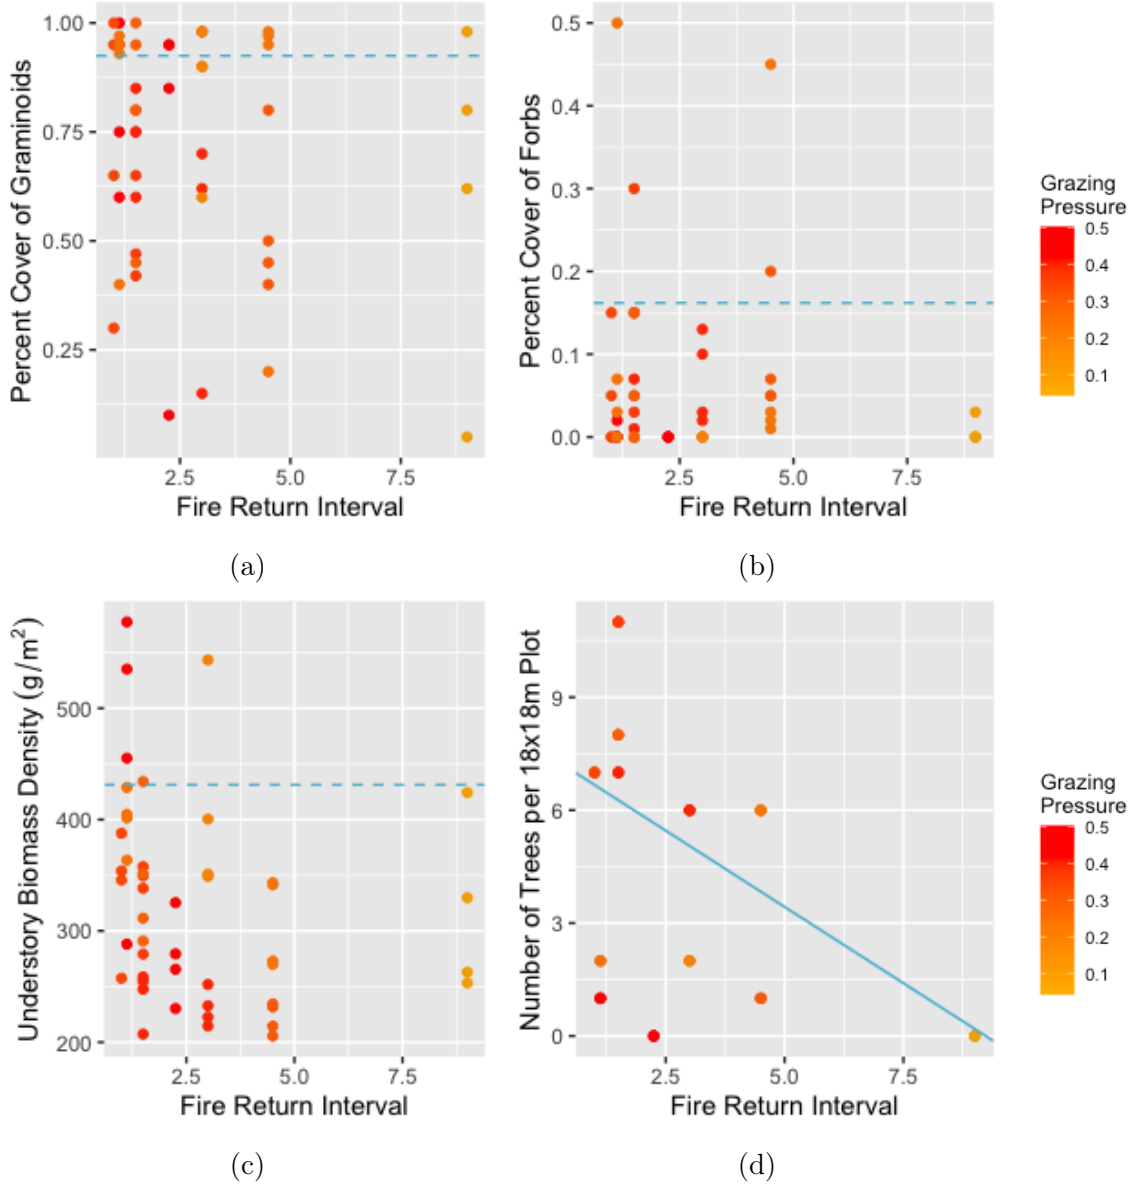 Percent Cover of Graminoids
1.00
0.75
0.50
0.25
2.5 5.0 7.5
Fire Return Interval
(a)
Percent Cover of Forbs
0.5
0.4
0.3
0.2
0.1
0.0
2.5 5.0 7.5
Fire Return Interval
(b)
Grazing
Pressure
0.5
0.4
0.3
0.2
0.1
Understory Biomass Density (g/m²)
500
400
300
200
2.5 5.0 7.5
Fire Return Interval
(c)
Number of Trees per 18x18m Plot
9
6
3
0
2.5 5.0 7.5
Fire Return Interval
(d)
Grazing
Pressure
0.5
0.4
0.3
0.2
0.1